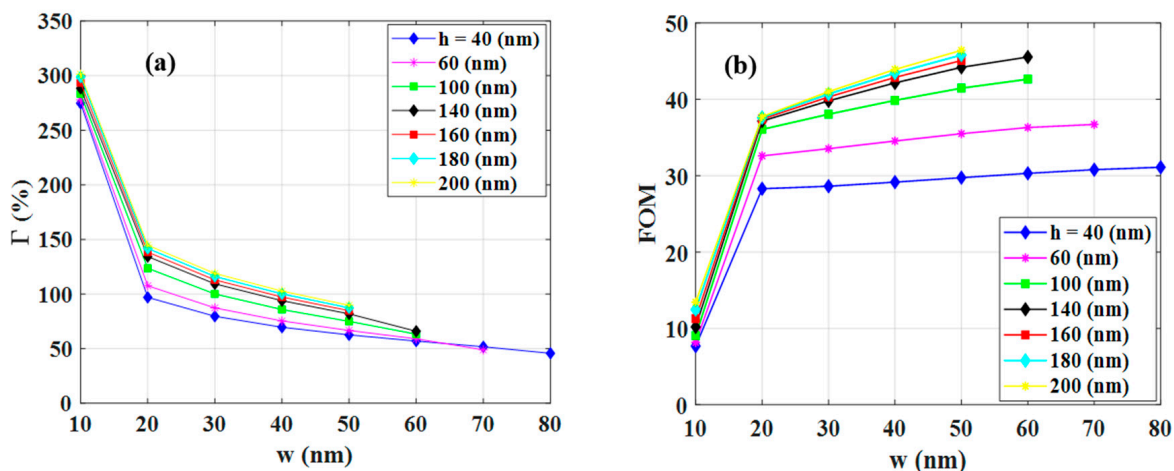 350
300
250
200
150
100
50
0
10 20 30 40 50 60 70 80
Γ (%)
w (nm)
(a)
h = 40 (nm)
60 (nm)
100 (nm)
140 (nm)
160 (nm)
180 (nm)
200 (nm)
50
40
30
20
10
0
10 20 30 40 50 60 70 80
FOM
w (nm)
(b)
h = 40 (nm)
60 (nm)
100 (nm)
140 (nm)
160 (nm)
180 (nm)
200 (nm)